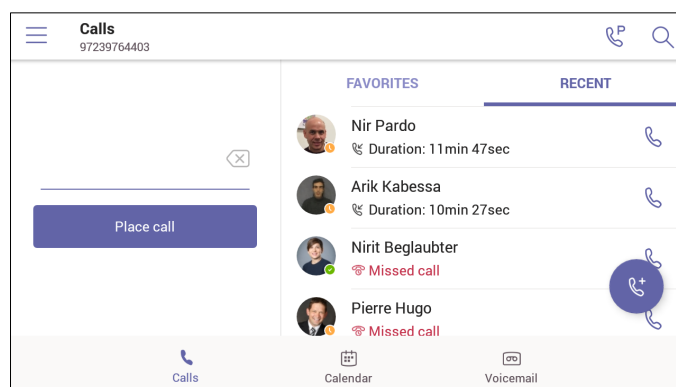 Calls
97239764403
P
FAVORITES
RECENT
Nir Pardo
Duration: 11min 47sec
Arik Kabessa
Duration: 10min 27sec
Place call
Nirit Beglaubter
Missed call
Pierre Hugo
Missed call
Calls
Calendar
Voicemail